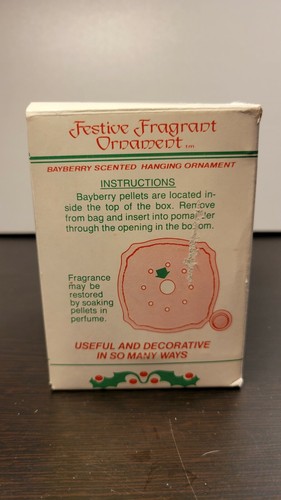 Festive Fragrant
Ornament TM
BAYBERRY SCENTED HANGING ORNAMENT
INSTRUCTIONS
Bayberry pellets are located in-
side the top of the box. Remove
from bag and insert into pomander
through the opening in the bottom.
Fragrance
may be
restored
by soaking
pellets in
perfume.
USEFUL AND DECORATIVE
IN SO MANY WAYS